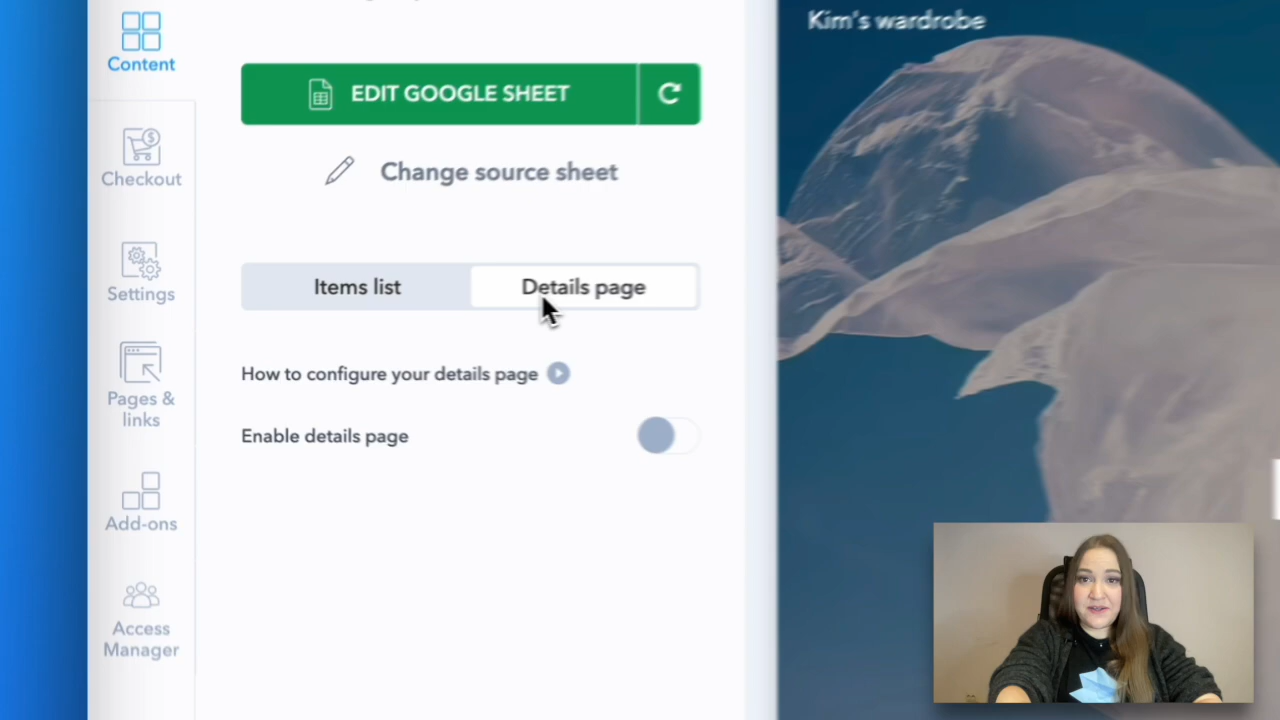 Kim's wardrobe
Content
EDIT GOOGLE SHEET
Checkout
Change source sheet
Settings
Items list
Details page
How to configure your details page
Pages &
links
Enable details page
Add-ons
Access
Manager